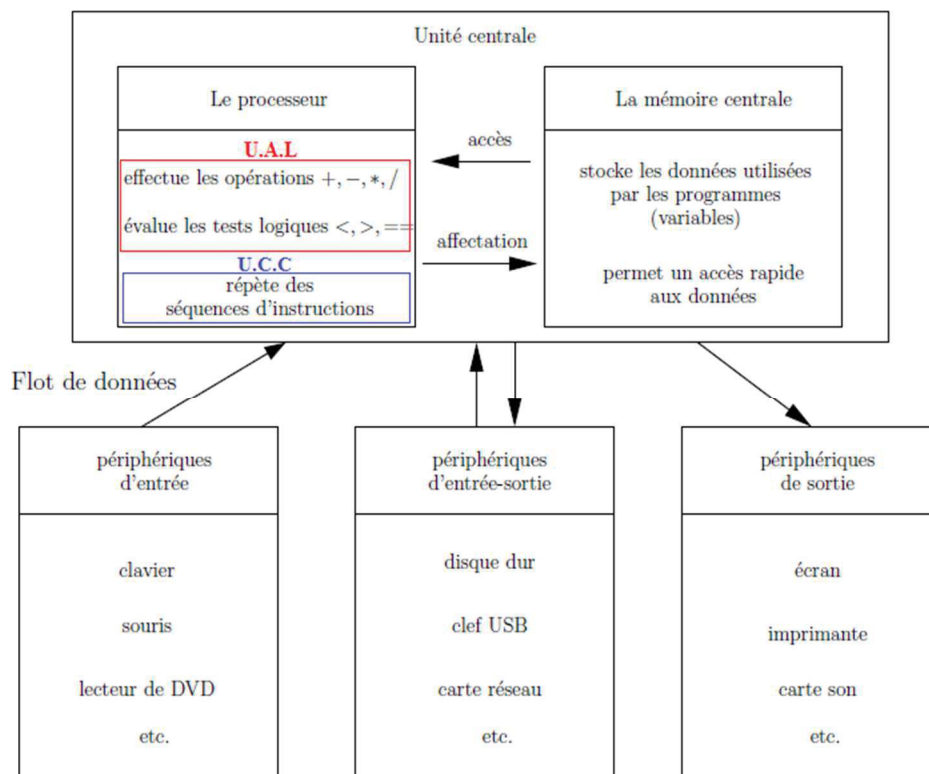 Unité centrale
Le processeur
U.A.L
effectue les opérations +, −, *, /
évalue les tests logiques <, >, ==
U.C.C
répète des
séquences d'instructions
accès
affectation
La mémoire centrale
stocke les données utilisées
par les programmes
(variables)
permet un accès rapide
aux données
Flot de données
périphériques
d'entrée
clavier
souris
lecteur de DVD
etc.
périphériques
d'entrée-sortie
disque dur
clef USB
carte réseau
etc.
périphériques
de sortie
écran
imprimante
carte son
etc.